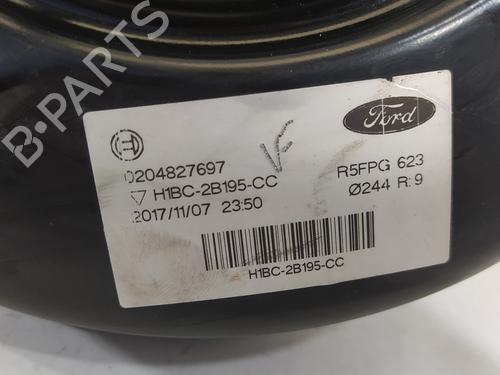 B-PARTS
Ford
0204827697
R5FPG 623
H1BC-2B195-CC
Ø244 R:9
2017/11/07 23:50
H1BC-2B195-CC